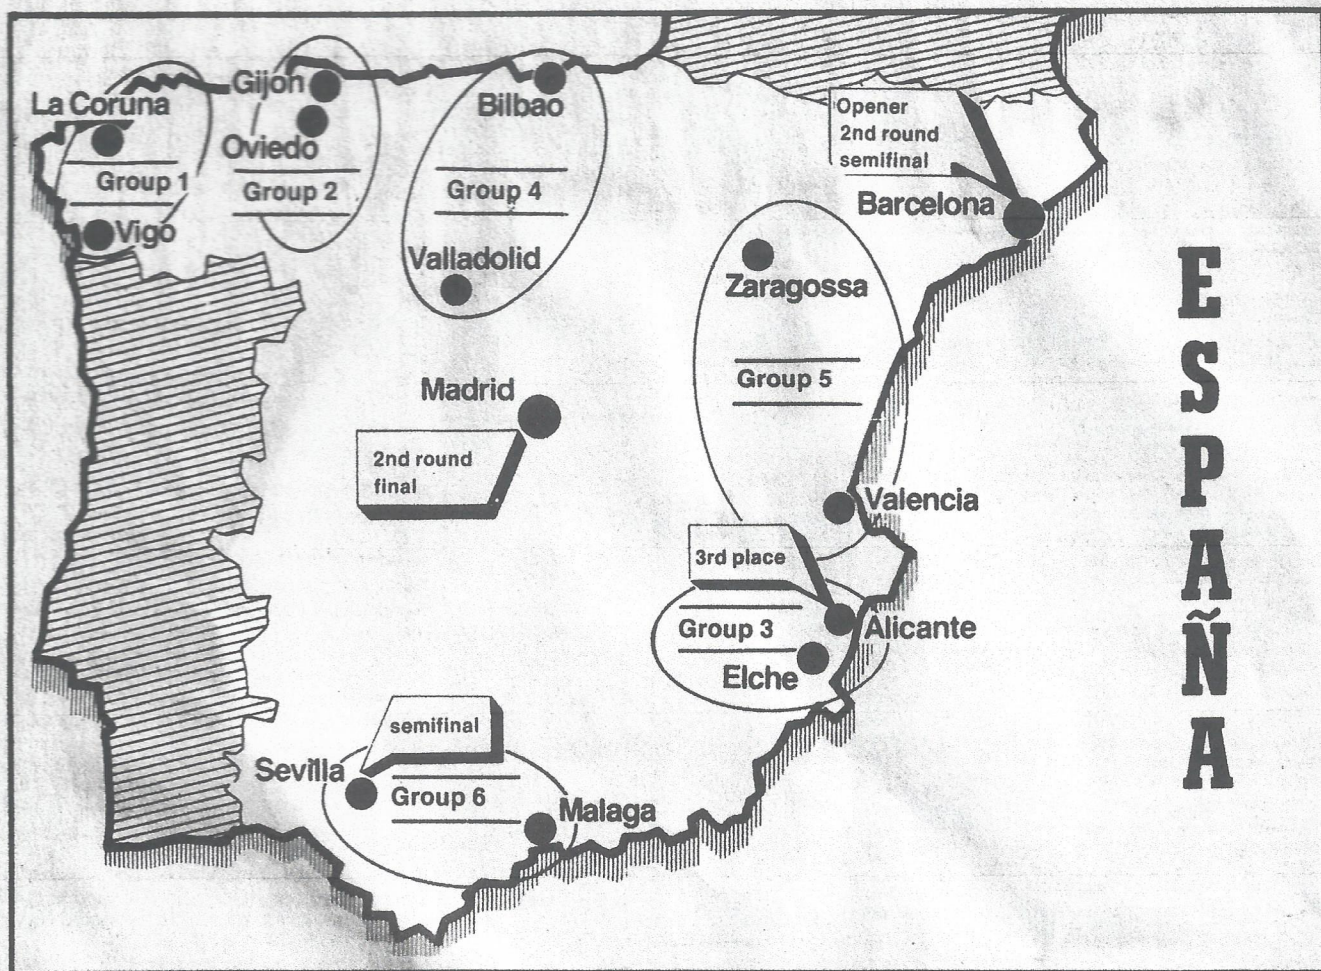 La Coruna
Group 1
Vigo
Gijon
Oviedo
Group 2
Bilbao
Group 4
Valladolid
Opener
2nd round
semifinal
Barcelona
Zaragossa
Group 5
Valencia
Madrid
2nd round
final
3rd place
Group 3
Alicante
Elche
semifinal
Sevilla
Group 6
Malaga
ESPAÑA